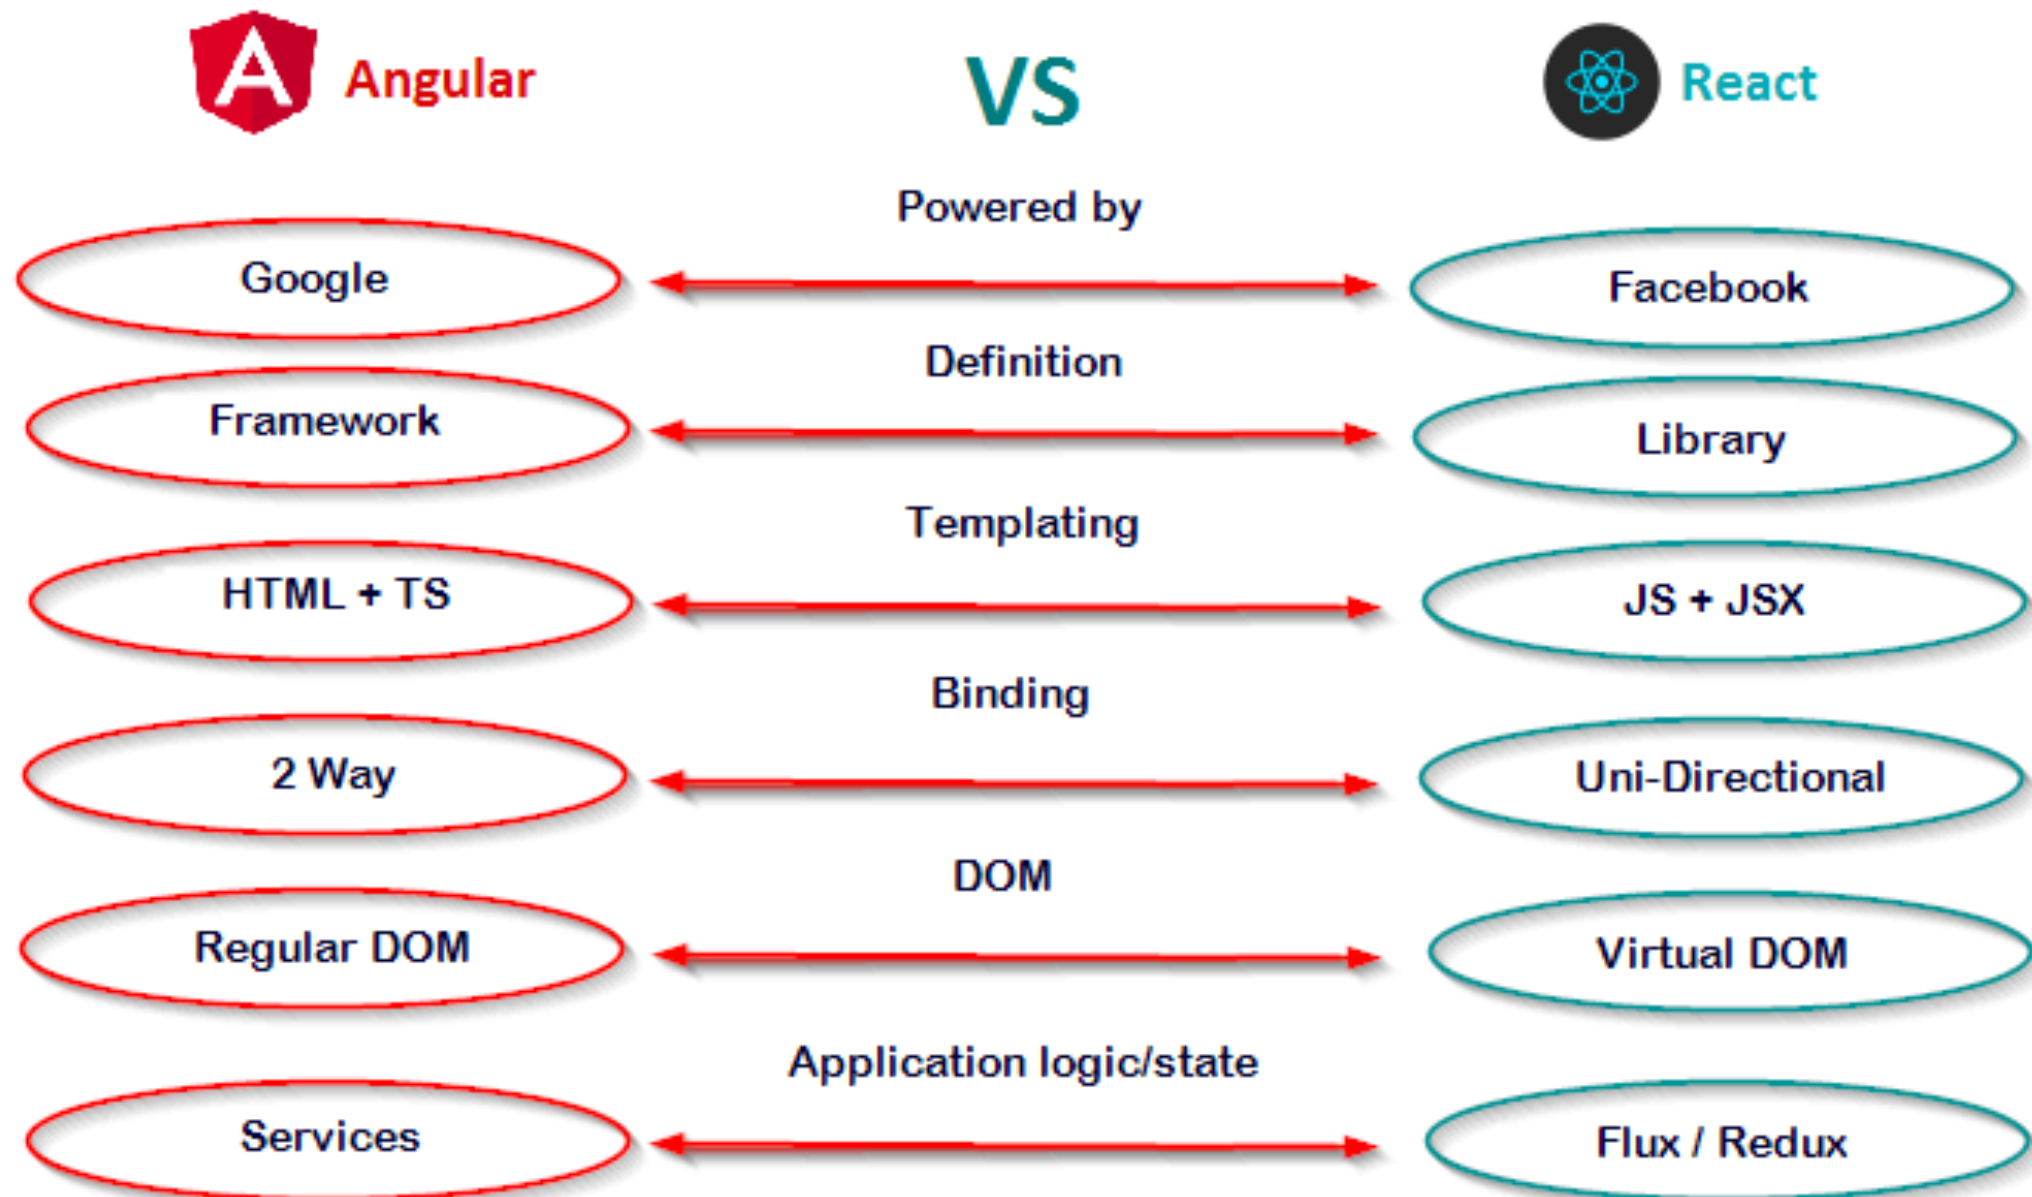 Angular VS React
Powered by
Google Facebook
Definition
Framework Library
Templating
HTML + TS JS + JSX
Binding
2 Way Uni-Directional
DOM
Regular DOM Virtual DOM
Application logic/state
Services Flux / Redux